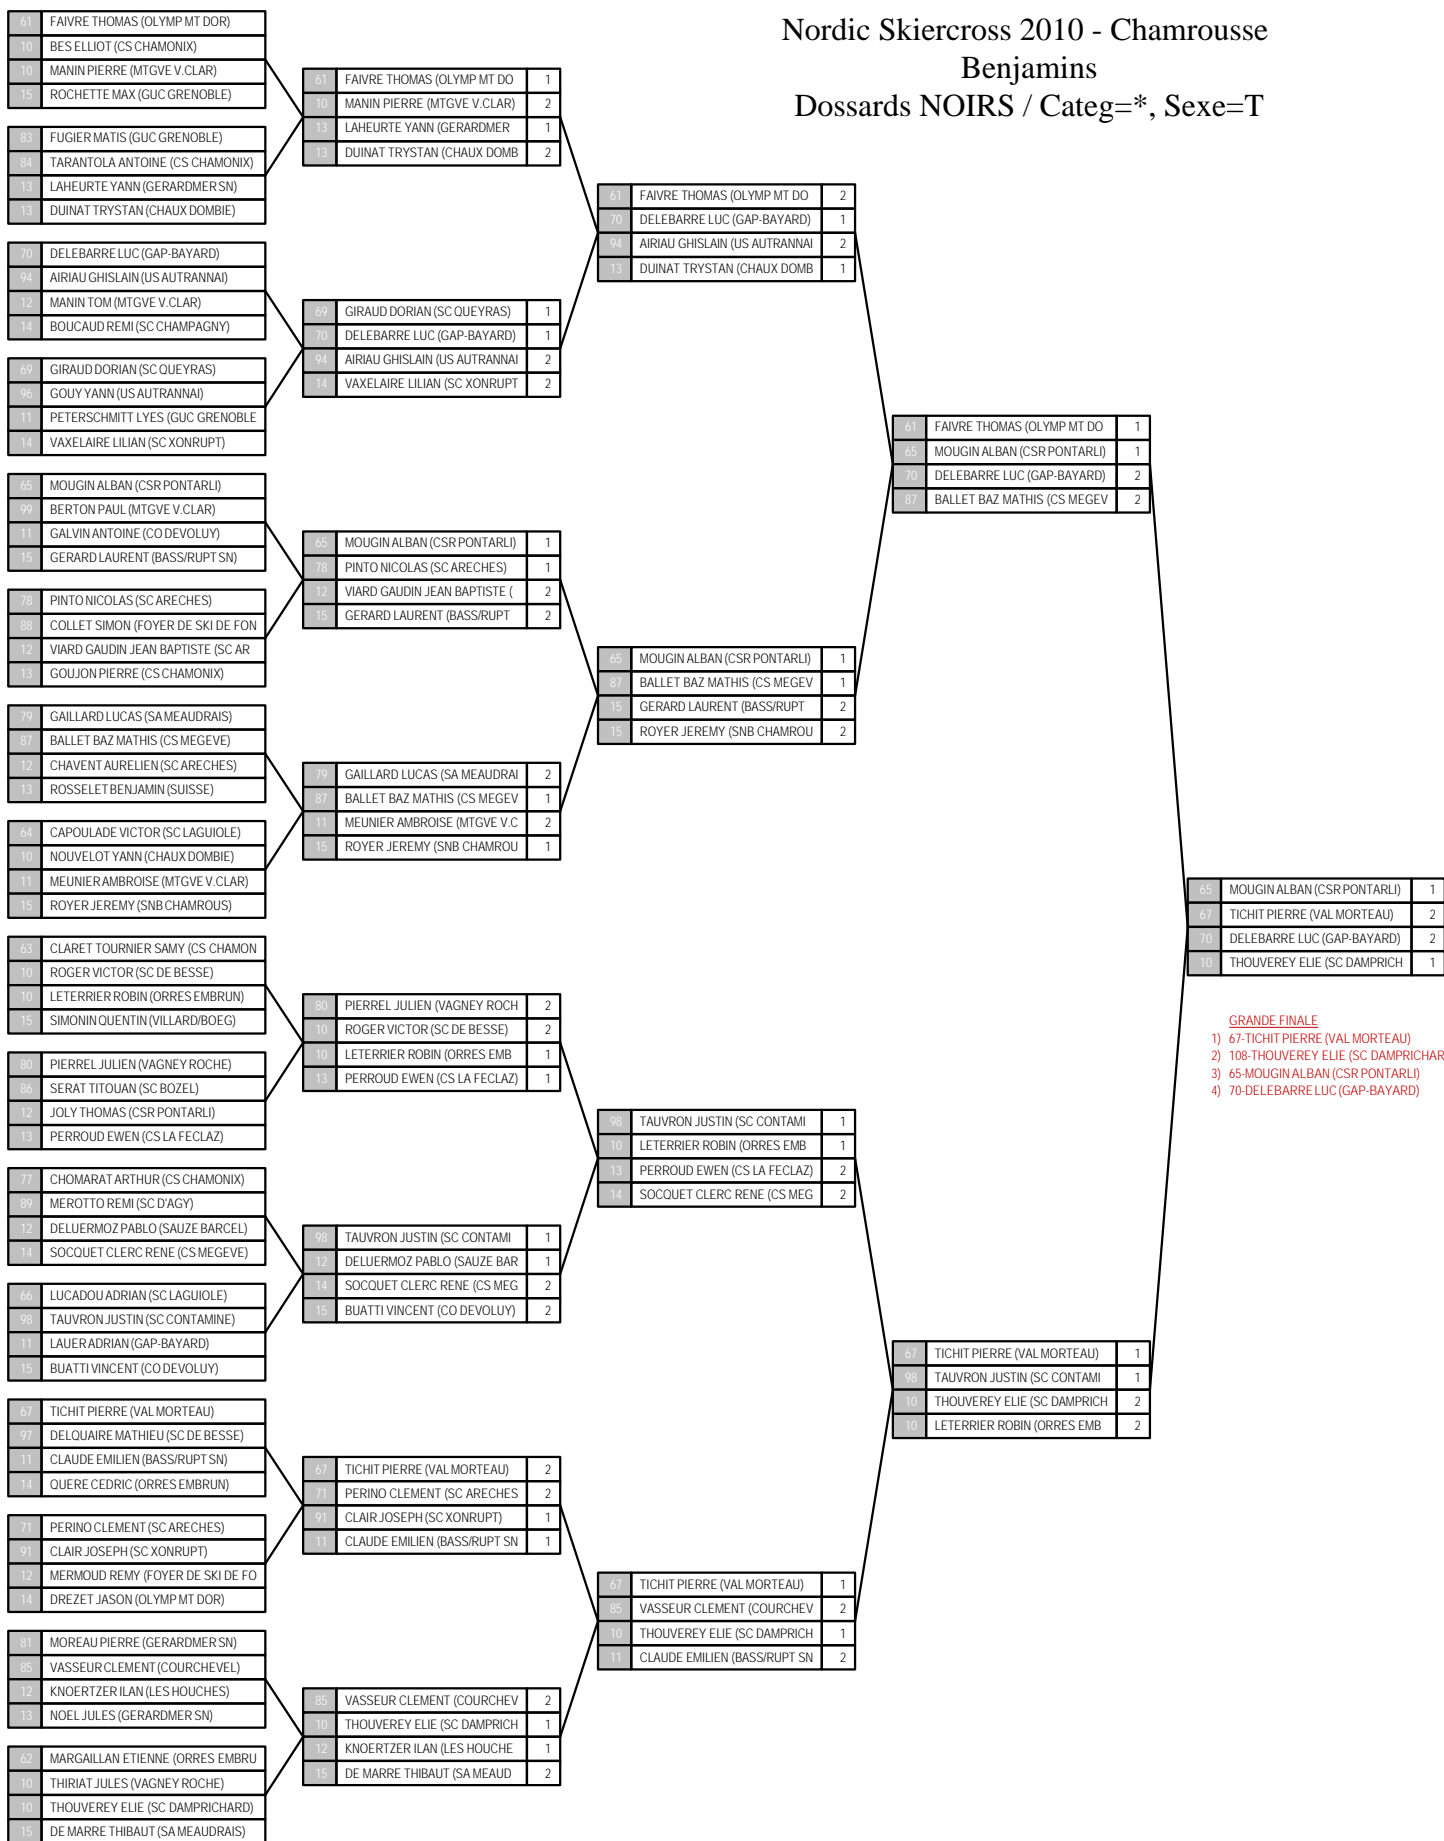 Nordic Skiercross 2010 - Chamrousse
Benjamins
Dossards NOIRS / Categ=*, Sexe=T
61 FAIVRE THOMAS (OLYMP MT DOR)
10 BES ELLIOT (CS CHAMONIX)
10 MANIN PIERRE (MTGVE V.CLAR)
15 ROCHETTE MAX (GUC GRENOBLE)
83 FUGIER MATIS (GUC GRENOBLE)
84 TARANTOLA ANTOINE (CS CHAMONIX)
13 LAHEURTE YANN (GERARDMER SN)
13 DUINAT TRYSTAN (CHAUX DOMBIE)
70 DELEBARRE LUC (GAP-BAYARD)
94 AIRIAU GHISLAIN (US AUTRANNAI)
12 MANIN TOM (MTGVE V.CLAR)
14 BOUCAUD REMI (SC CHAMPAGNY)
69 GIRAUD DORIAN (SC QUEYRAS)
96 GOUY YANN (US AUTRANNAI)
11 PETERSCHMITT LYES (GUC GRENOBLE
14 VAXELAIRE LILIAN (SC XONRUPT)
65 MOUGIN ALBAN (CSR PONTARLI)
99 BERTON PAUL (MTGVE V.CLAR)
11 GALVIN ANTOINE (CO DEVOLUY)
15 GERARD LAURENT (BASS/RUPT SN)
78 PINTO NICOLAS (SC ARECHES)
88 COLLET SIMON (FOYER DE SKI DE FON
12 VIARD GAUDIN JEAN BAPTISTE (SC AR
13 GOUJON PIERRE (CS CHAMONIX)
79 GAILLARD LUCAS (SA MEAUDRAIS)
87 BALLET BAZ MATHIS (CS MEGEVE)
12 CHAVENT AURELIEN (SC ARECHES)
13 ROSSELET BENJAMIN (SUISSE)
64 CAPOULADE VICTOR (SC LAGUIOLE)
10 NOUVELOT YANN (CHAUX DOMBIE)
11 MEUNIER AMBROISE (MTGVE V.CLAR)
15 ROYER JEREMY (SNB CHAMROUS)
63 CLARET TOURNIER SAMY (CS CHAMON
10 ROGER VICTOR (SC DE BESSE)
10 LETERRIER ROBIN (ORRES EMBRUN)
15 SIMONIN QUENTIN (VILLARD/BOEG)
80 PIERREL JULIEN (VAGNEY ROCHE)
86 SERAT TITOUAN (SC BOZEL)
12 JOLY THOMAS (CSR PONTARLI)
13 PERROUD EWEN (CS LA FECLAZ)
77 CHOMARAT ARTHUR (CS CHAMONIX)
89 MEROTTO REMI (SC D'AGY)
12 DELUERMOZ PABLO (SAUZE BARCEL)
14 SOCQUET CLERC RENE (CS MEGEVE)
66 LUCADOU ADRIAN (SC LAGUIOLE)
98 TAUVRON JUSTIN (SC CONTAMINE)
11 LAUER ADRIAN (GAP-BAYARD)
15 BUATTI VINCENT (CO DEVOLUY)
67 TICHIT PIERRE (VAL MORTEAU)
97 DELQUAIRE MATHIEU (SC DE BESSE)
11 CLAUDE EMILIEN (BASS/RUPT SN)
14 QUERE CEDRIC (ORRES EMBRUN)
71 PERINO CLEMENT (SC ARECHES)
91 CLAIR JOSEPH (SC XONRUPT)
12 MERMOUD REMY (FOYER DE SKI DE FO
14 DREZET JASON (OLYMP MT DOR)
81 MOREAU PIERRE (GERARDMER SN)
85 VASSEUR CLEMENT (COURCHEVEL)
12 KNOERTZER ILAN (LES HOUCHES)
13 NOEL JULES (GERARDMER SN)
62 MARGAILLAN ETIENNE (ORRES EMBRU
10 THIRIAT JULES (VAGNEY ROCHE)
10 THOUVEREY ELIE (SC DAMPRICHARD)
15 DE MARRE THIBAUT (SA MEAUDRAIS)
61 FAIVRE THOMAS (OLYMP MT DO 1
10 MANIN PIERRE (MTGVE V.CLAR) 2
13 LAHEURTE YANN (GERARDMER 1
13 DUINAT TRYSTAN (CHAUX DOMB 2
69 GIRAUD DORIAN (SC QUEYRAS) 1
70 DELEBARRE LUC (GAP-BAYARD) 1
94 AIRIAU GHISLAIN (US AUTRANNAI 2
14 VAXELAIRE LILIAN (SC XONRUPT 2
65 MOUGIN ALBAN (CSR PONTARLI) 1
78 PINTO NICOLAS (SC ARECHES) 1
12 VIARD GAUDIN JEAN BAPTISTE ( 2
15 GERARD LAURENT (BASS/RUPT 2
79 GAILLARD LUCAS (SA MEAUDRAI 2
87 BALLET BAZ MATHIS (CS MEGEV 1
11 MEUNIER AMBROISE (MTGVE V.C 2
15 ROYER JEREMY (SNB CHAMROU 1
80 PIERREL JULIEN (VAGNEY ROCH 2
10 ROGER VICTOR (SC DE BESSE) 2
10 LETERRIER ROBIN (ORRES EMB 1
13 PERROUD EWEN (CS LA FECLAZ) 1
98 TAUVRON JUSTIN (SC CONTAMI 1
12 DELUERMOZ PABLO (SAUZE BAR 1
14 SOCQUET CLERC RENE (CS MEG 2
15 BUATTI VINCENT (CO DEVOLUY) 2
67 TICHIT PIERRE (VAL MORTEAU) 2
71 PERINO CLEMENT (SC ARECHES 2
91 CLAIR JOSEPH (SC XONRUPT) 1
11 CLAUDE EMILIEN (BASS/RUPT SN 1
85 VASSEUR CLEMENT (COURCHEV 2
10 THOUVEREY ELIE (SC DAMPRICH 1
12 KNOERTZER ILAN (LES HOUCHE 1
15 DE MARRE THIBAUT (SA MEAUD 2
61 FAIVRE THOMAS (OLYMP MT DO 2
70 DELEBARRE LUC (GAP-BAYARD) 1
94 AIRIAU GHISLAIN (US AUTRANNAI 2
13 DUINAT TRYSTAN (CHAUX DOMB 1
65 MOUGIN ALBAN (CSR PONTARLI) 1
87 BALLET BAZ MATHIS (CS MEGEV 1
15 GERARD LAURENT (BASS/RUPT 2
15 ROYER JEREMY (SNB CHAMROU 2
98 TAUVRON JUSTIN (SC CONTAMI 1
10 LETERRIER ROBIN (ORRES EMB 1
13 PERROUD EWEN (CS LA FECLAZ) 2
14 SOCQUET CLERC RENE (CS MEG 2
67 TICHIT PIERRE (VAL MORTEAU) 1
85 VASSEUR CLEMENT (COURCHEV 2
10 THOUVEREY ELIE (SC DAMPRICH 1
11 CLAUDE EMILIEN (BASS/RUPT SN 2
61 FAIVRE THOMAS (OLYMP MT DO 1
65 MOUGIN ALBAN (CSR PONTARLI) 1
70 DELEBARRE LUC (GAP-BAYARD) 2
87 BALLET BAZ MATHIS (CS MEGEV 2
67 TICHIT PIERRE (VAL MORTEAU) 1
98 TAUVRON JUSTIN (SC CONTAMI 1
10 THOUVEREY ELIE (SC DAMPRICH 2
10 LETERRIER ROBIN (ORRES EMB 2
65 MOUGIN ALBAN (CSR PONTARLI) 1
67 TICHIT PIERRE (VAL MORTEAU) 2
70 DELEBARRE LUC (GAP-BAYARD) 2
10 THOUVEREY ELIE (SC DAMPRICH 1
GRANDE FINALE
1) 67-TICHIT PIERRE (VAL MORTEAU)
2) 108-THOUVEREY ELIE (SC DAMPRICHAR
3) 65-MOUGIN ALBAN (CSR PONTARLI)
4) 70-DELEBARRE LUC (GAP-BAYARD)